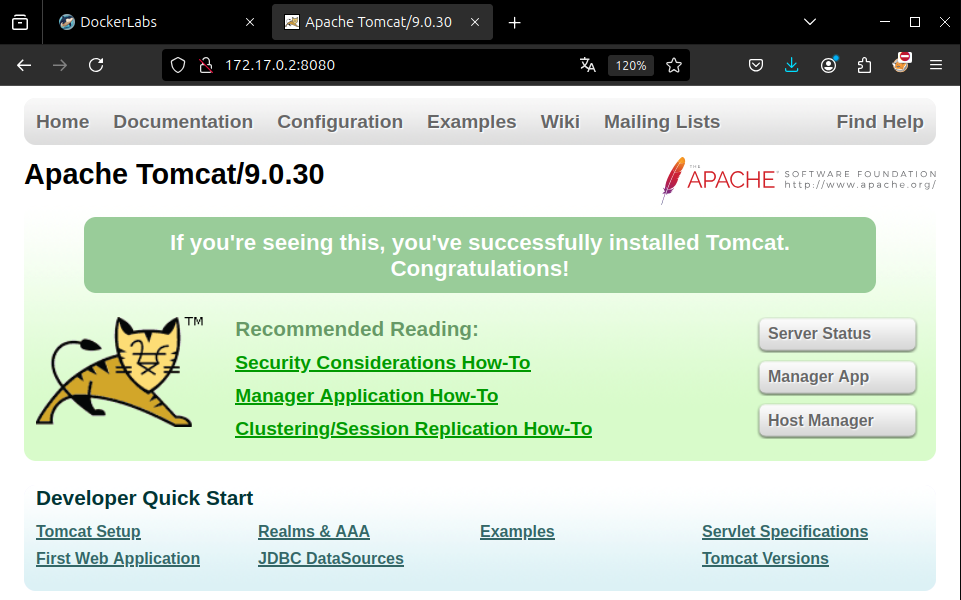 DockerLabs
Apache Tomcat/9.0.30
172.17.0.2:8080
120%
Home Documentation Configuration Examples Wiki Mailing Lists Find Help
Apache Tomcat/9.0.30
THE
APACHE
SOFTWARE FOUNDATION
http://www.apache.org/
If you're seeing this, you've successfully installed Tomcat.
Congratulations!
TM
Recommended Reading:
Security Considerations How-To
Manager Application How-To
Clustering/Session Replication How-To
Server Status
Manager App
Host Manager
Developer Quick Start
Tomcat Setup
First Web Application
Realms & AAA
JDBC DataSources
Examples
Servlet Specifications
Tomcat Versions